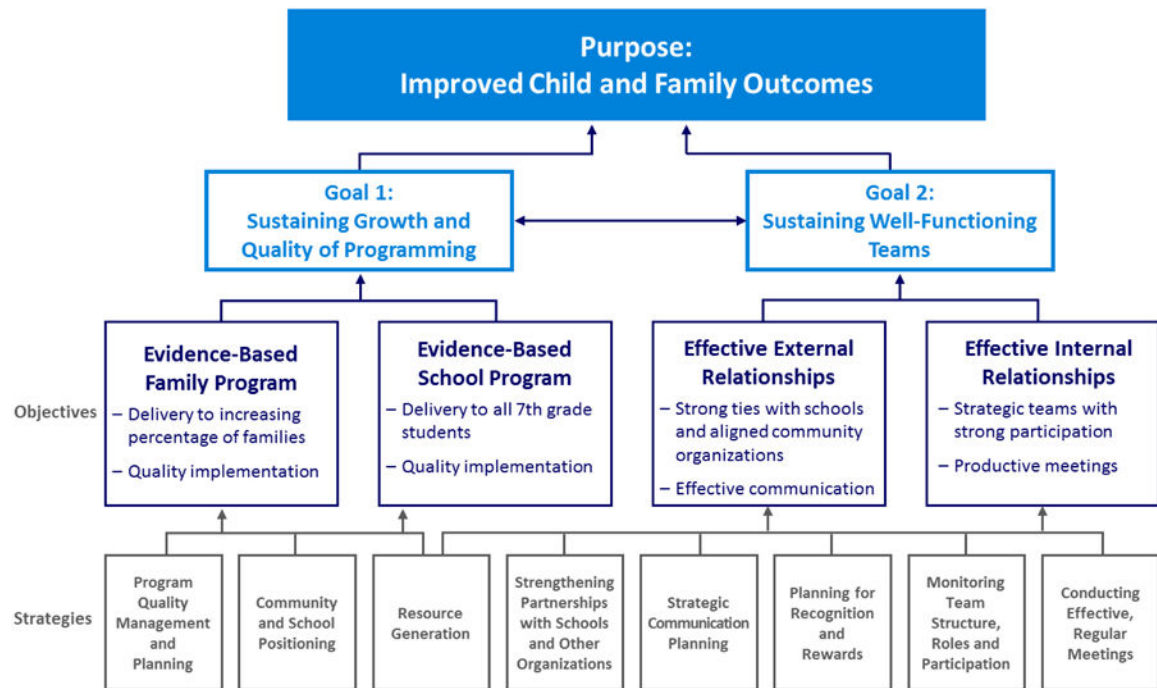 Purpose:
Improved Child and Family Outcomes
Goal 1:
Sustaining Growth and
Quality of Programming
Goal 2:
Sustaining Well-Functioning
Teams
Objectives
Evidence-Based
Family Program
– Delivery to increasing
percentage of families
– Quality implementation
Evidence-Based
School Program
– Delivery to all 7th grade
students
– Quality implementation
Effective External
Relationships
– Strong ties with schools
and aligned community
organizations
– Effective communication
Effective Internal
Relationships
– Strategic teams with
strong participation
– Productive meetings
Strategies
Program
Quality
Management
and
Planning
Community
and School
Positioning
Resource
Generation
Strengthening
Partnerships
with Schools
and Other
Organizations
Strategic
Communication
Planning
Planning for
Recognition
and
Rewards
Monitoring
Team
Structure,
Roles and
Participation
Conducting
Effective,
Regular
Meetings